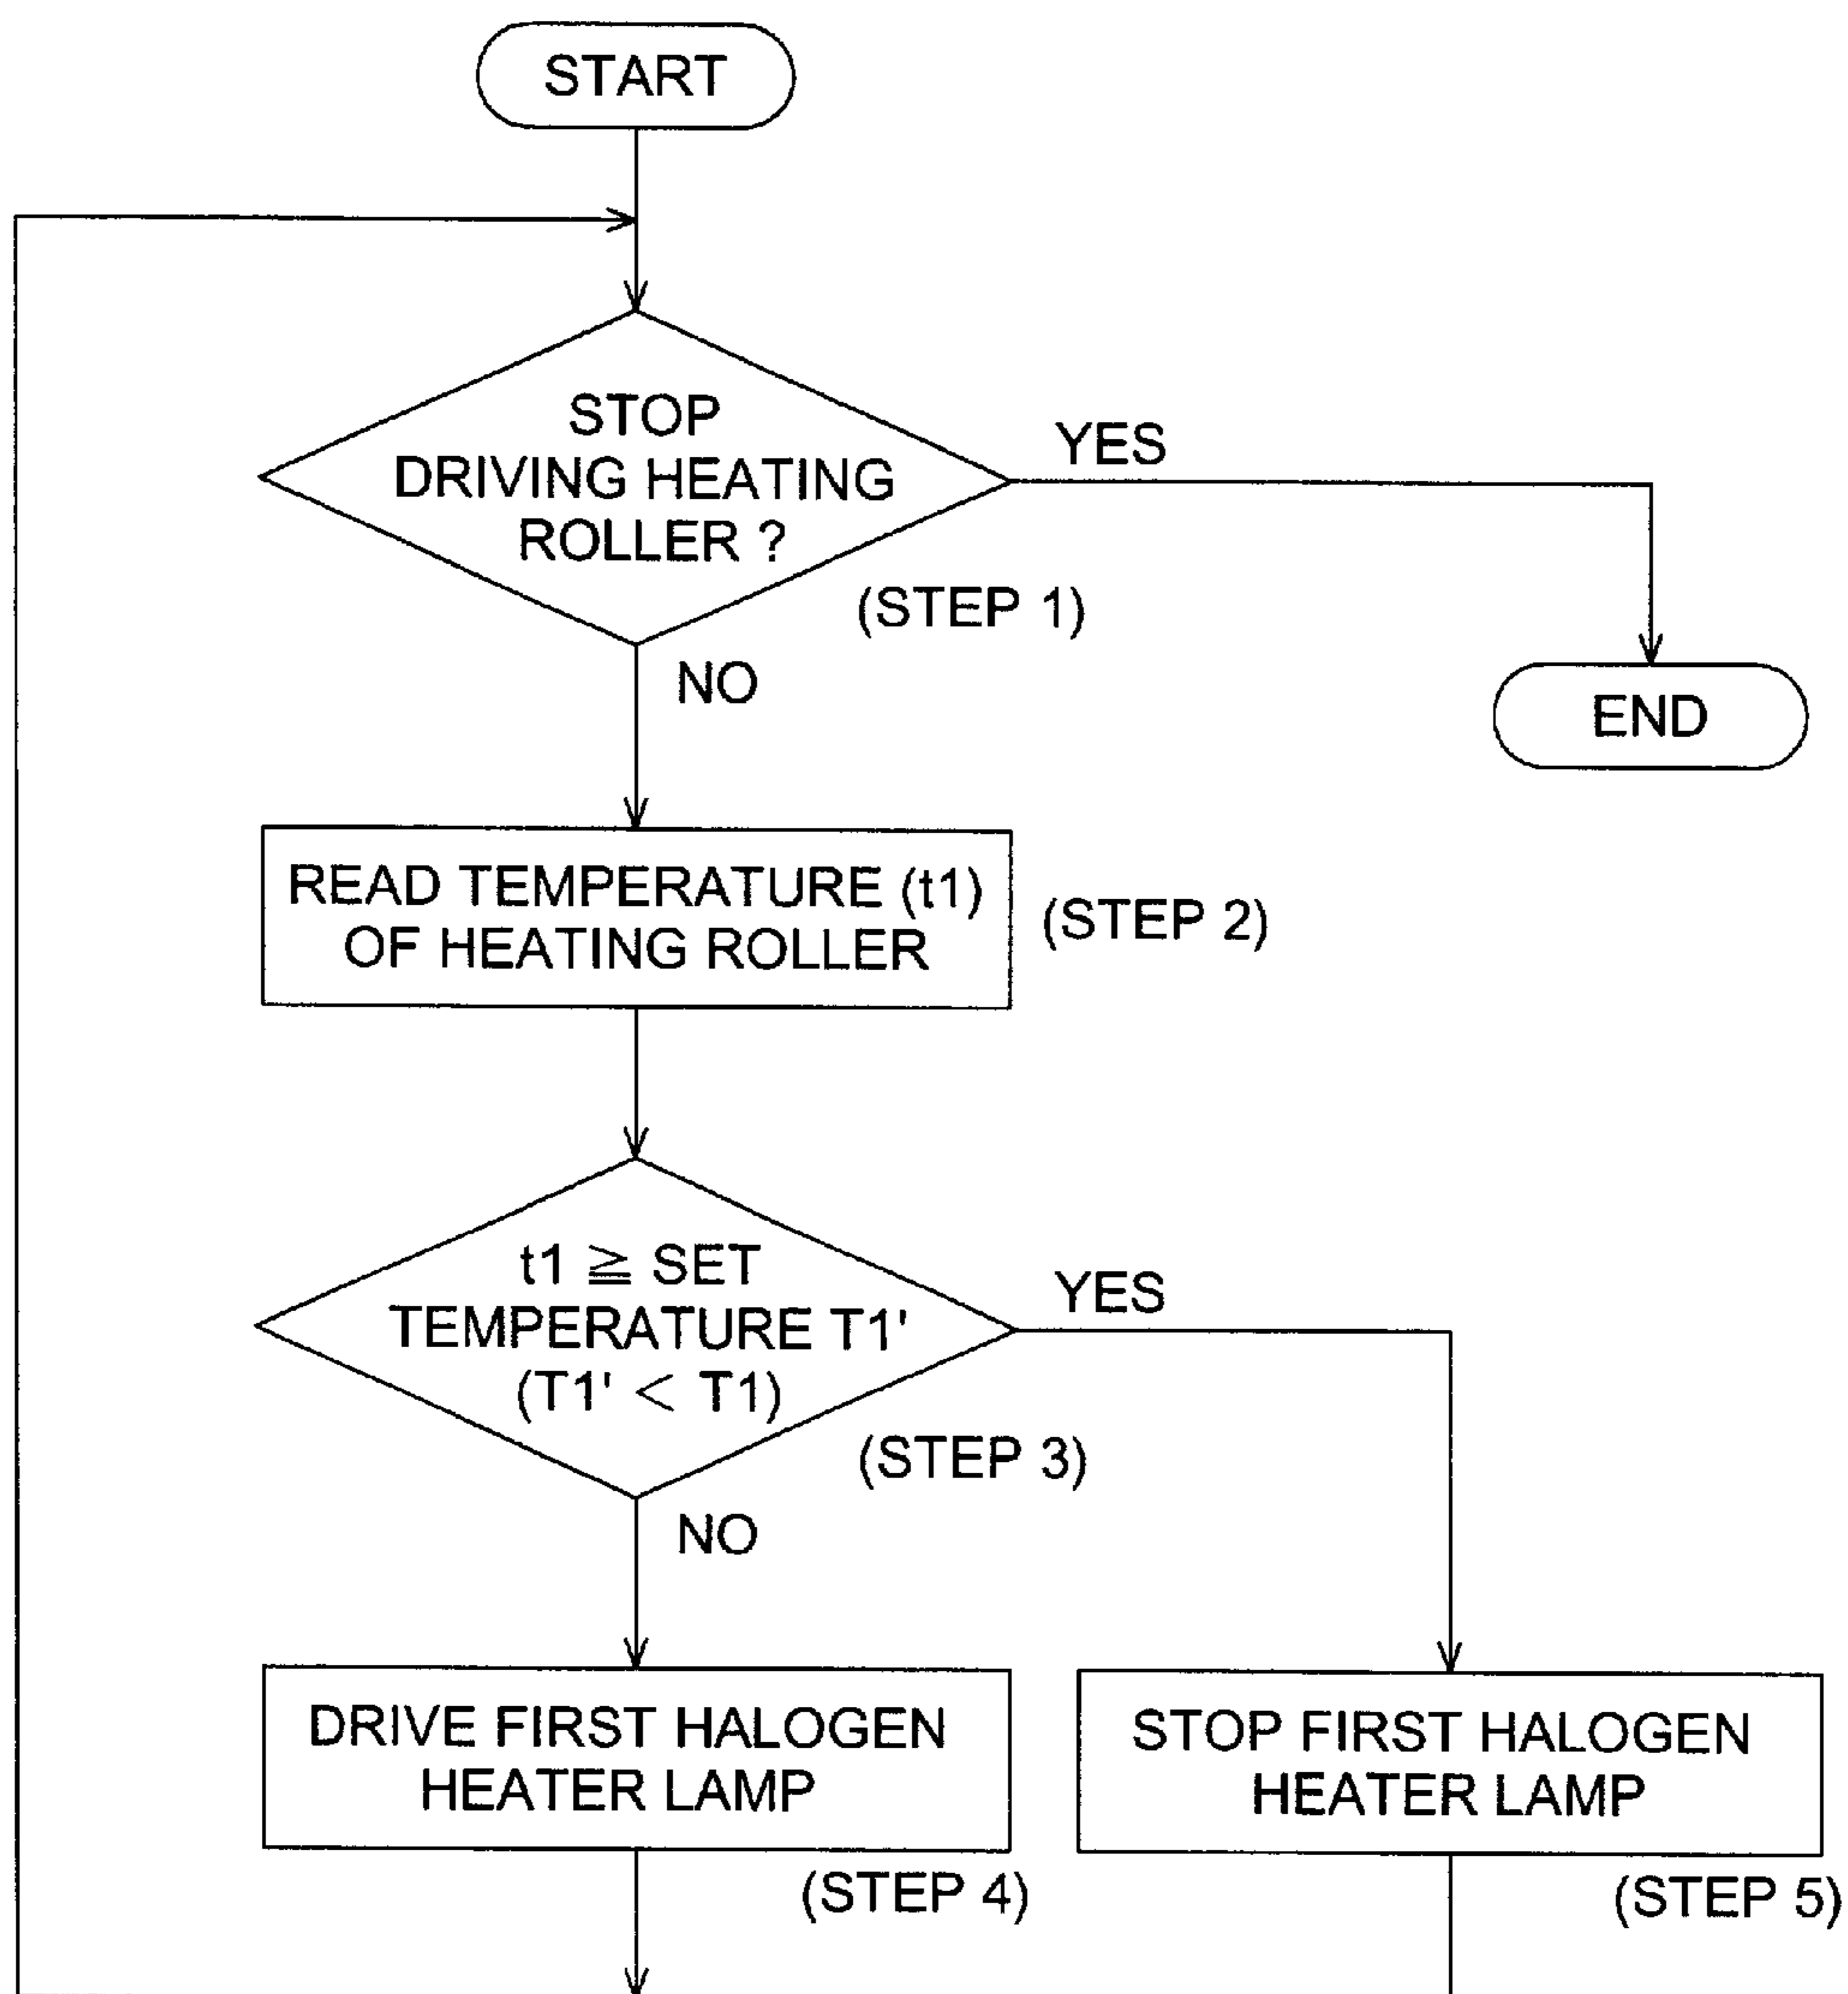 START
STOP
DRIVING HEATING
ROLLER ?
YES
(STEP 1)
NO
END
READ TEMPERATURE (t1)
OF HEATING ROLLER
(STEP 2)
t1 ≧ SET
TEMPERATURE T1'
(T1' < T1)
YES
(STEP 3)
NO
DRIVE FIRST HALOGEN
HEATER LAMP
(STEP 4)
STOP FIRST HALOGEN
HEATER LAMP
(STEP 5)